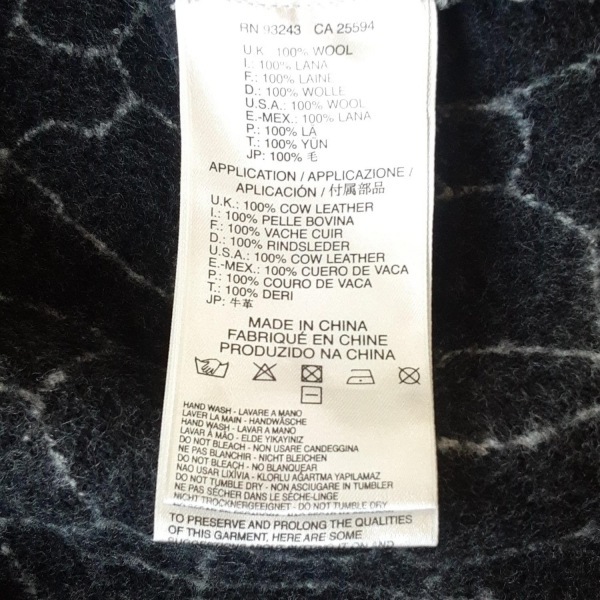 RN 93243 CA 25594
U.K. 100% WOOL
I.: 100% LANA
F.: 100% LAINE
D.: 100% WOLLE
U.S.A.: 100% WOOL
E.-MEX.: 100% LANA
P.: 100% LÃ
T.: 100% YÜN
JP: 100% 毛
APPLICATION / APPLICAZIONE /
APLICACIÓN / 付属部品
U.K.: 100% COW LEATHER
I.: 100% PELLE BOVINA
F.: 100% VACHE CUIR
D.: 100% RINDSLEDER
U.S.A.: 100% COW LEATHER
E.-MEX.: 100% CUERO DE VACA
P.: 100% COURO DE VACA
T.: 100% DERI
JP: 牛革
MADE IN CHINA
FABRIQUÉ EN CHINE
PRODUZIDO NA CHINA
HAND WASH - LAVARE A MANO
LAVER LA MAIN - HANDWÄSCHE
HAND WASH - LAVAR A MANO
LAVAR À MÃO - ELDE YIKAYINIZ
DO NOT BLEACH - NON USARE CANDEGGINA
NE PAS BLANCHIR - NICHT BLEICHEN
DO NOT BLEACH - NO BLANQUEAR
NAO USAR LIXIVIA - KLORLU AĞARTMA YAPILAMAZ
DO NOT TUMBLE DRY - NON ASCIUGARE IN TUMBLER
NE PAS SÉCHER DANS LE SÈCHE-LINGE
NICHT TROCKNERGEEIGNET - DO NOT TUMBLE DRY
TO PRESERVE AND PROLONG THE QUALITIES
OF THIS GARMENT, HERE ARE SOME